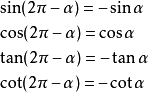 sin(2π − α) = − sin α
cos(2π − α) = cos α
tan(2π − α) = − tan α
cot(2π − α) = − cot α